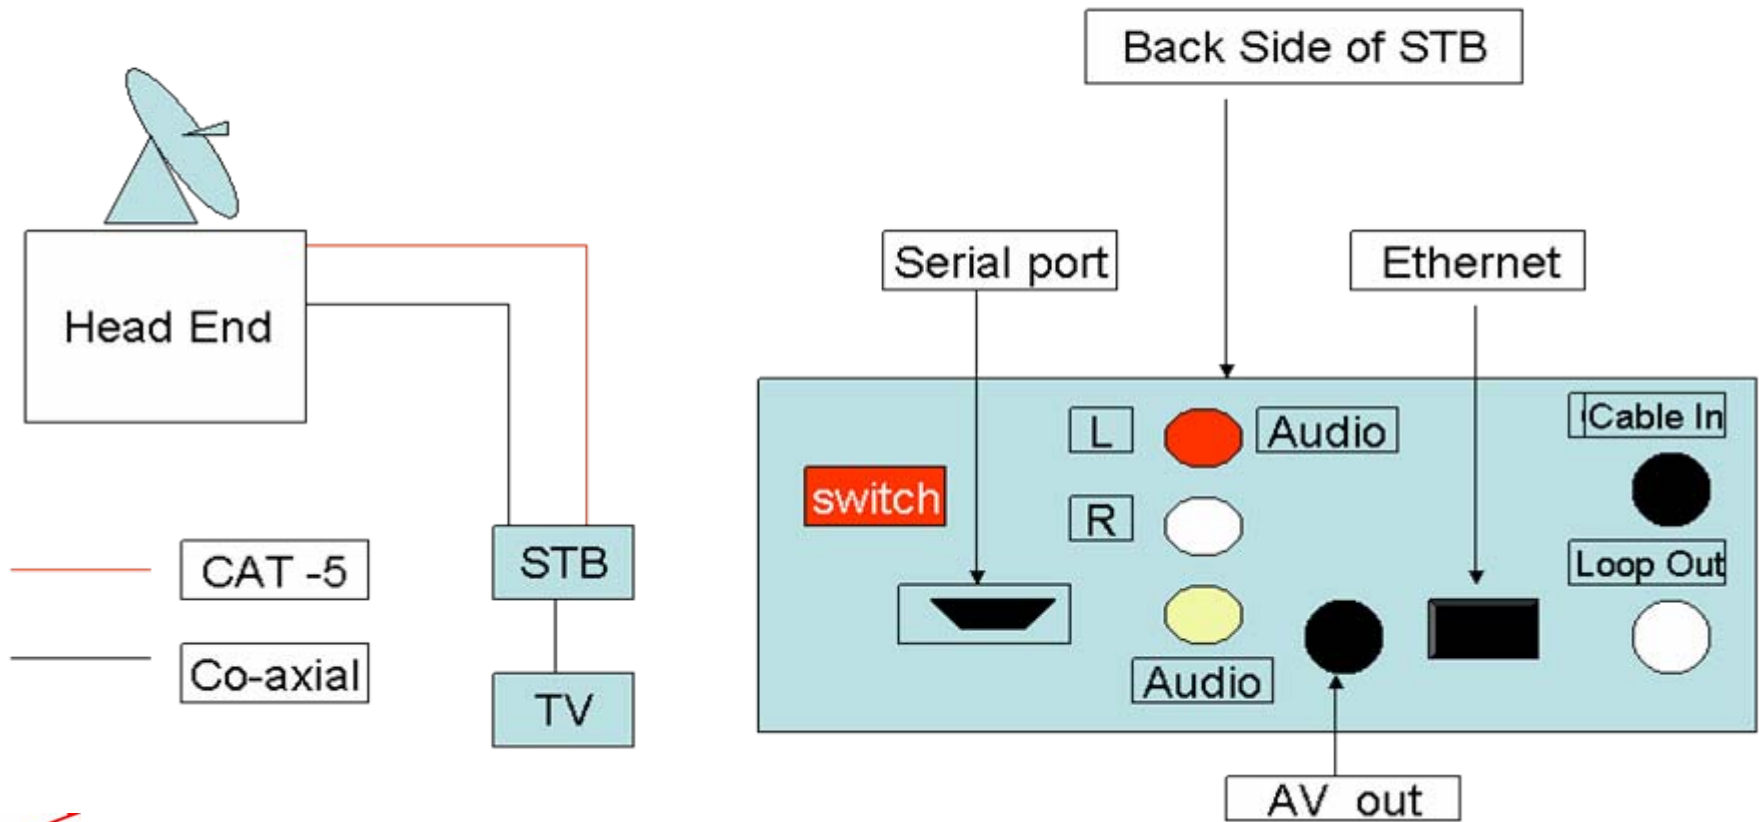 Back Side of STB
Serial port
Ethernet
Head End
L
Audio
Cable In
switch
R
CAT -5
STB
Loop Out
Co-axial
TV
Audio
AV out